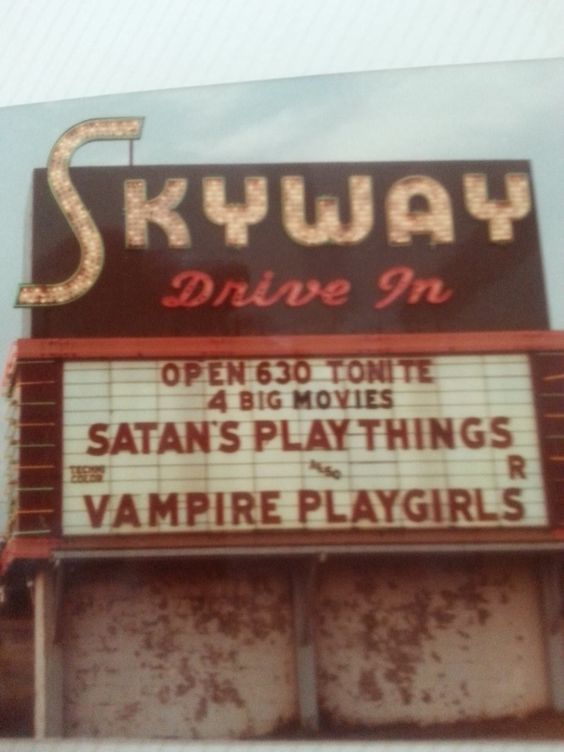 SKYWAY
Drive In
OPEN 630 TONITE
4 BIG MOVIES
SATAN'S PLAYTHINGS
TECHNI COLOR ALSO R
VAMPIRE PLAYGIRLS